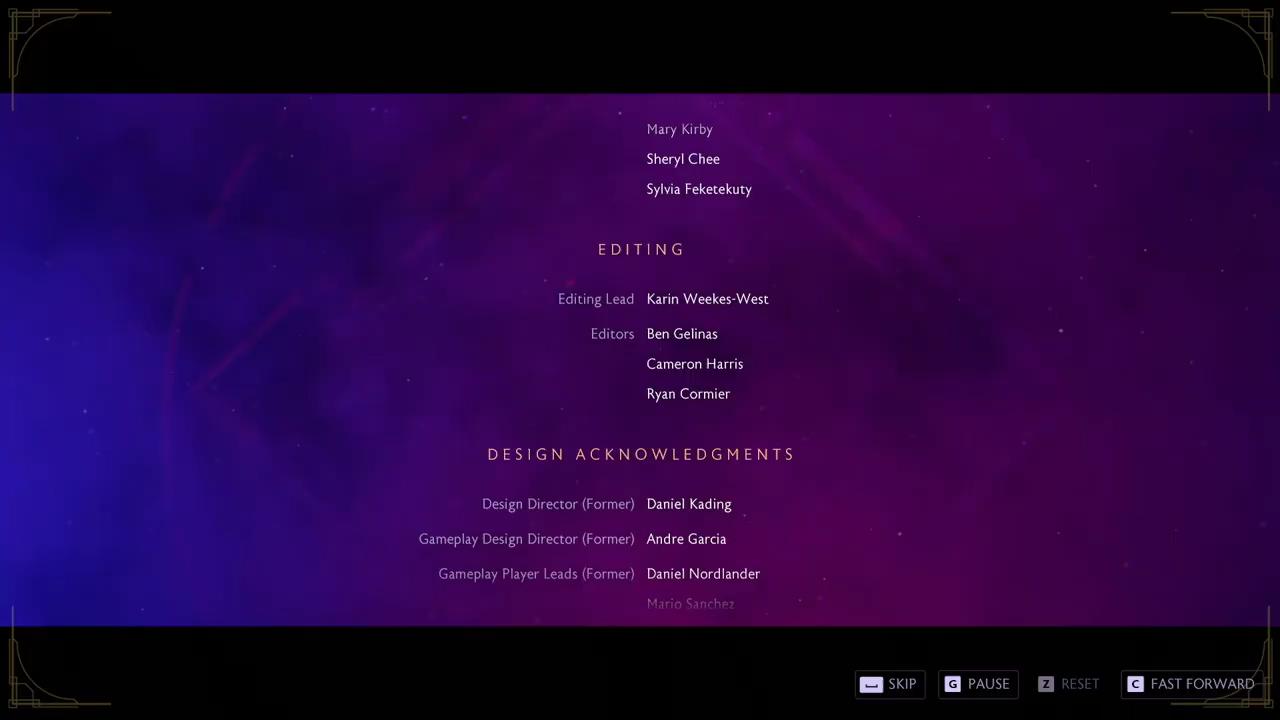 Mary Kirby
Sheryl Chee
Sylvia Feketekuty
EDITING
Editing Lead Karin Weekes-West
Editors Ben Gelinas
Cameron Harris
Ryan Cormier
DESIGN ACKNOWLEDGMENTS
Design Director (Former) Daniel Kading
Gameplay Design Director (Former) Andre Garcia
Gameplay Player Leads (Former) Daniel Nordlander
Mario Sanchez
SKIP G PAUSE Z RESET C FAST FORWARD